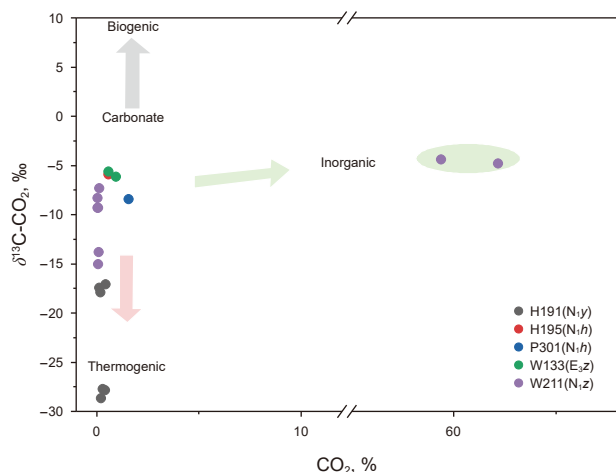 10
5
0
−5
−10
−15
−20
−25
−30
δ¹³C-CO₂, ‰
Biogenic
Carbonate
Inorganic
Thermogenic
H191(N₁y)
H195(N₁h)
P301(N₁h)
W133(E₃z)
W211(N₁z)
0
10
60
CO₂, %